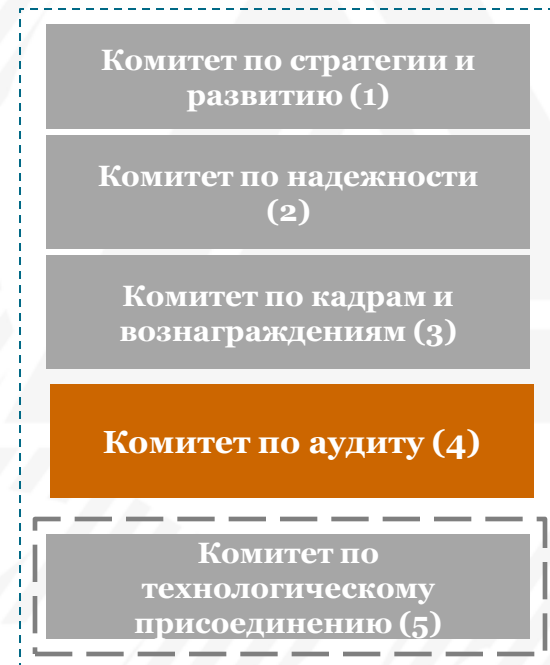 Комитет по стратегии и
развитию (1)
Комитет по надежности
(2)
Комитет по кадрам и
вознаграждениям (3)
Комитет по аудиту (4)
Комитет по
технологическому
присоединению (5)